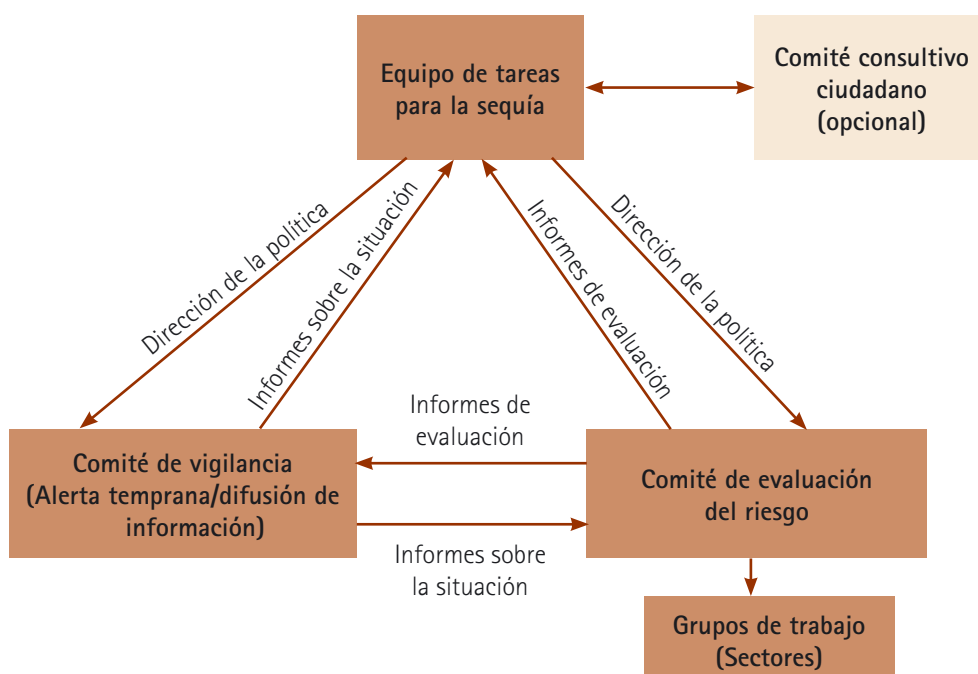 Equipo de tareas
para la sequía
Comité consultivo
ciudadano
(opcional)
Dirección de la política
Informes sobre la situación
Informes de evaluación
Dirección de la política
Informes de
evaluación
Comité de vigilancia
(Alerta temprana/difusión de
información)
Comité de evaluación
del riesgo
Informes sobre
la situación
Grupos de trabajo
(Sectores)